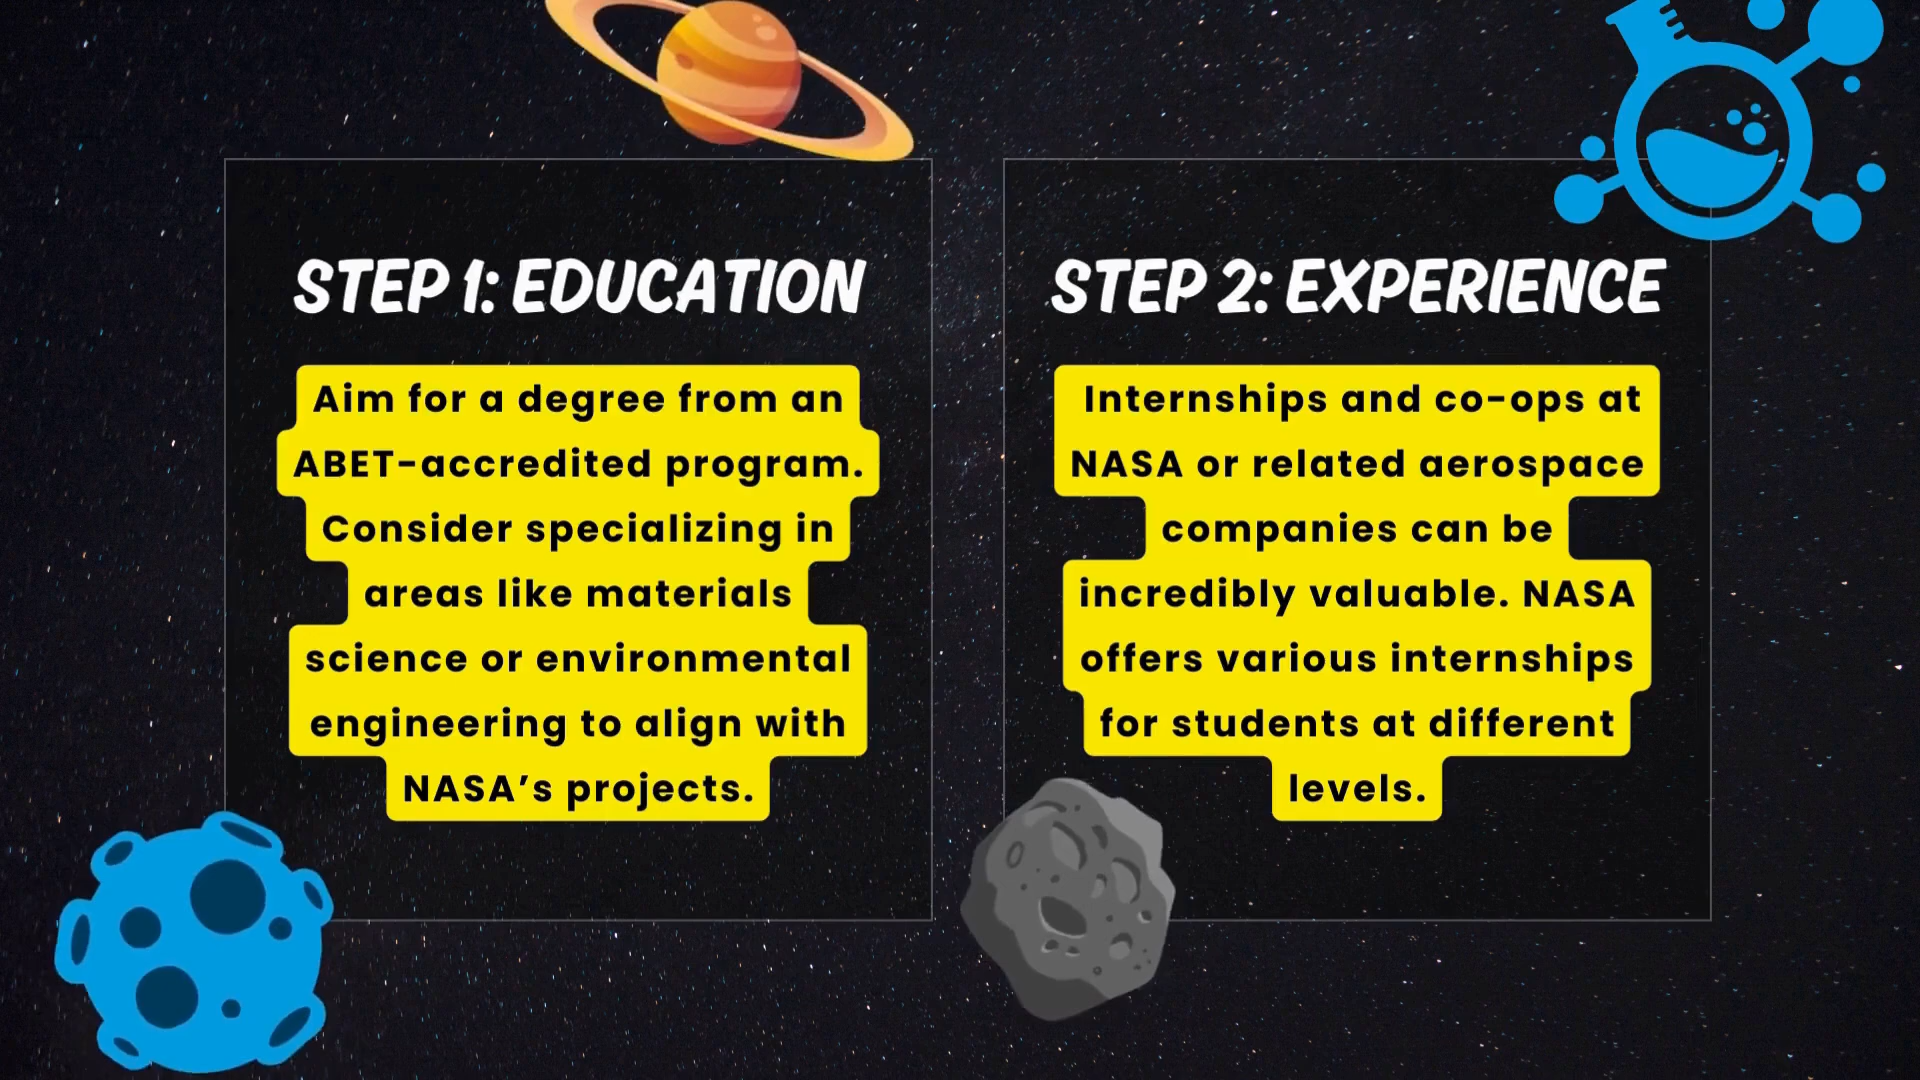 STEP 1: EDUCATION
Aim for a degree from an
ABET-accredited program.
Consider specializing in
areas like materials
science or environmental
engineering to align with
NASA’s projects.
STEP 2: EXPERIENCE
Internships and co-ops at
NASA or related aerospace
companies can be
incredibly valuable. NASA
offers various internships
for students at different
levels.